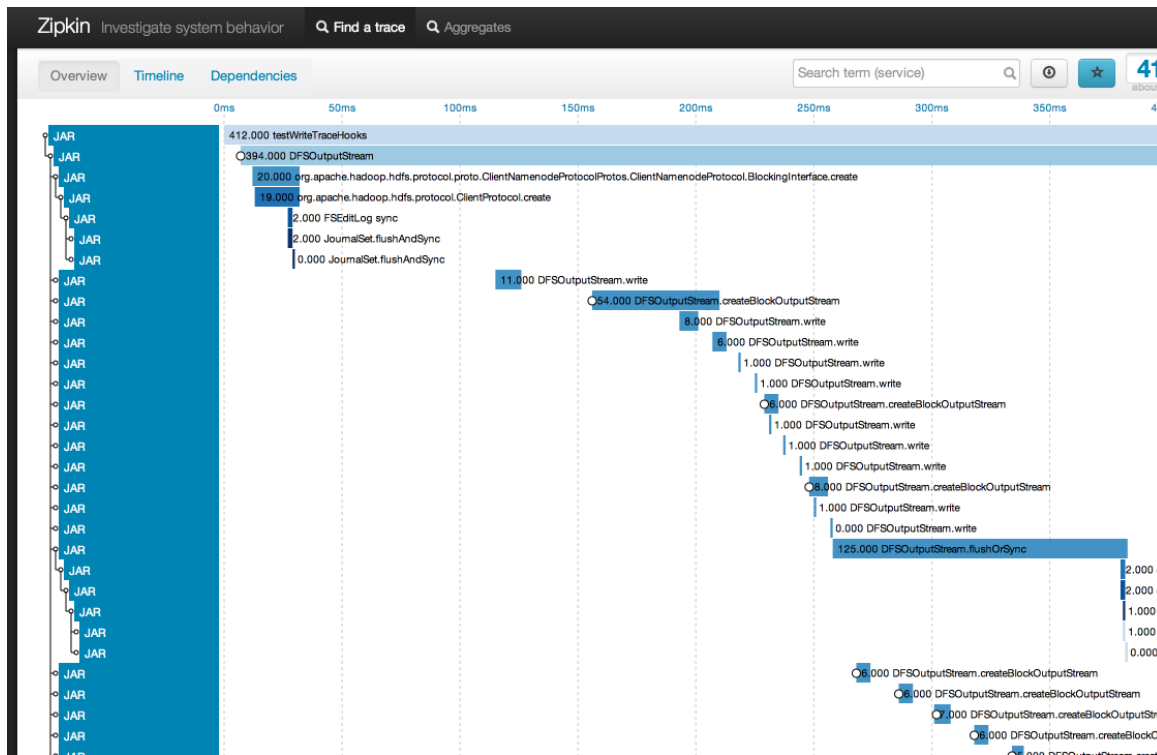 Zipkin Investigate system behavior Find a trace Aggregates
Overview Timeline Dependencies Search term (service) 41
abou
0ms 50ms 100ms 150ms 200ms 250ms 300ms 350ms 4
JAR 412.000 testWriteTraceHooks
JAR 394.000 DFSOutputStream
JAR 20.000 org.apache.hadoop.hdfs.protocol.proto.ClientNamenodeProtocolProtos.ClientNamenodeProtocol.BlockingInterface.create
JAR 19.000 org.apache.hadoop.hdfs.protocol.ClientProtocol.create
JAR 2.000 FSEditLog sync
JAR 2.000 JournalSet.flushAndSync
JAR 0.000 JournalSet.flushAndSync
JAR 11.000 DFSOutputStream.write
JAR 54.000 DFSOutputStream.createBlockOutputStream
JAR 8.000 DFSOutputStream.write
JAR 6.000 DFSOutputStream.write
JAR 1.000 DFSOutputStream.write
JAR 1.000 DFSOutputStream.write
JAR 6.000 DFSOutputStream.createBlockOutputStream
JAR 1.000 DFSOutputStream.write
JAR 1.000 DFSOutputStream.write
JAR 1.000 DFSOutputStream.write
JAR 8.000 DFSOutputStream.createBlockOutputStream
JAR 1.000 DFSOutputStream.write
JAR 0.000 DFSOutputStream.write
JAR 125.000 DFSOutputStream.flushOrSync
JAR 2.000
JAR 2.000
JAR 1.000
JAR 1.000
JAR 0.000
JAR 6.000 DFSOutputStream.createBlockOutputStream
JAR 6.000 DFSOutputStream.createBlockOutputStream
JAR 7.000 DFSOutputStream.createBlockOutputStr
JAR 6.000 DFSOutputStream.createBlockO
JAR